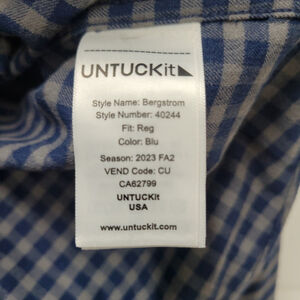 UNTUCKit
Style Name: Bergstrom
Style Number: 40244
Fit: Reg
Color: Blu
Season: 2023 FA2
VEND Code: CU
CA62799
UNTUCKit
USA
www.untuckit.com